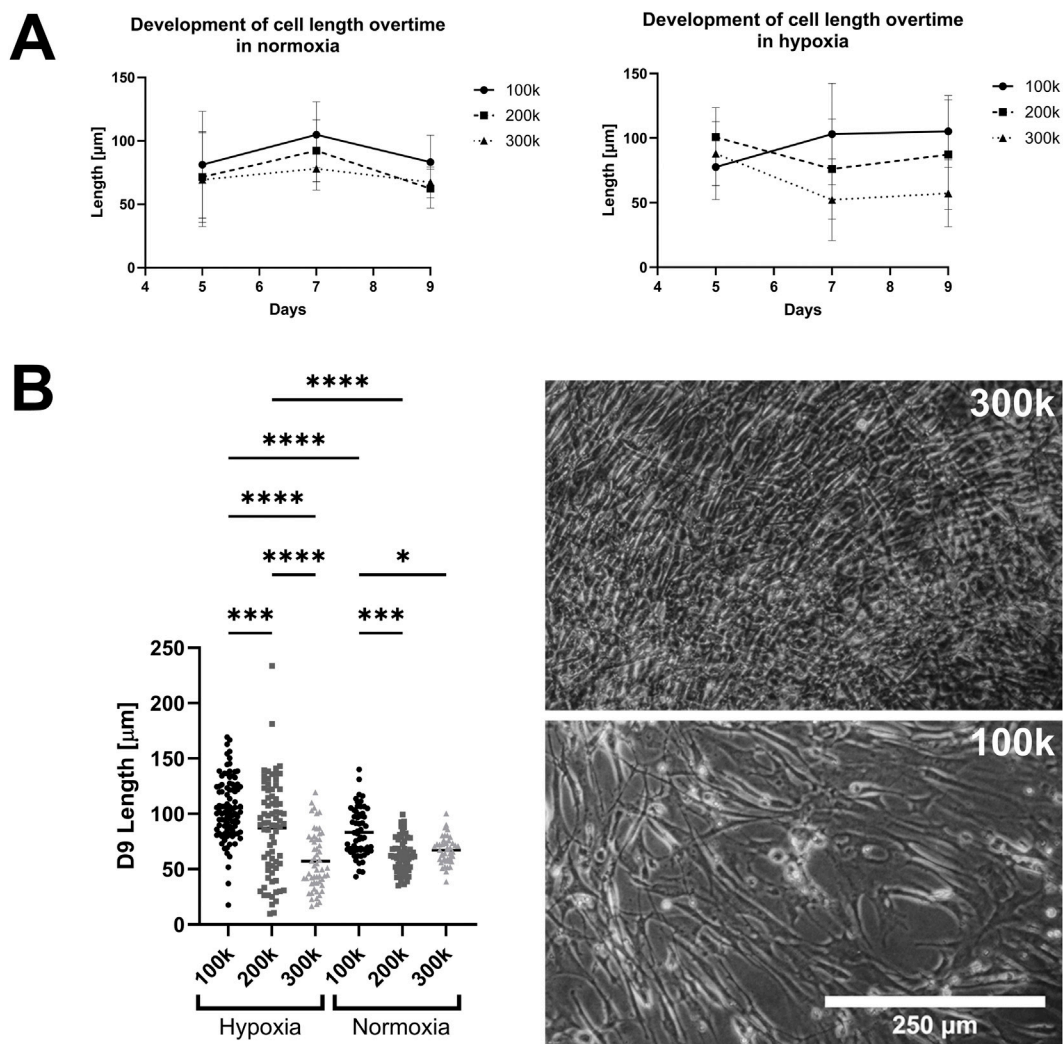 A
Development of cell length overtime
in normoxia
Length [µm]
150
100
50
0
4
5
6
7
8
9
Days
100k
200k
300k
Development of cell length overtime
in hypoxia
Length [µm]
150
100
50
0
4
5
6
7
8
9
Days
100k
200k
300k
B
****
****
****
****
*
***
***
D9 Length [µm]
250
200
150
100
50
0
100k
200k
300k
100k
200k
300k
Hypoxia
Normoxia
300k
100k
250 µm